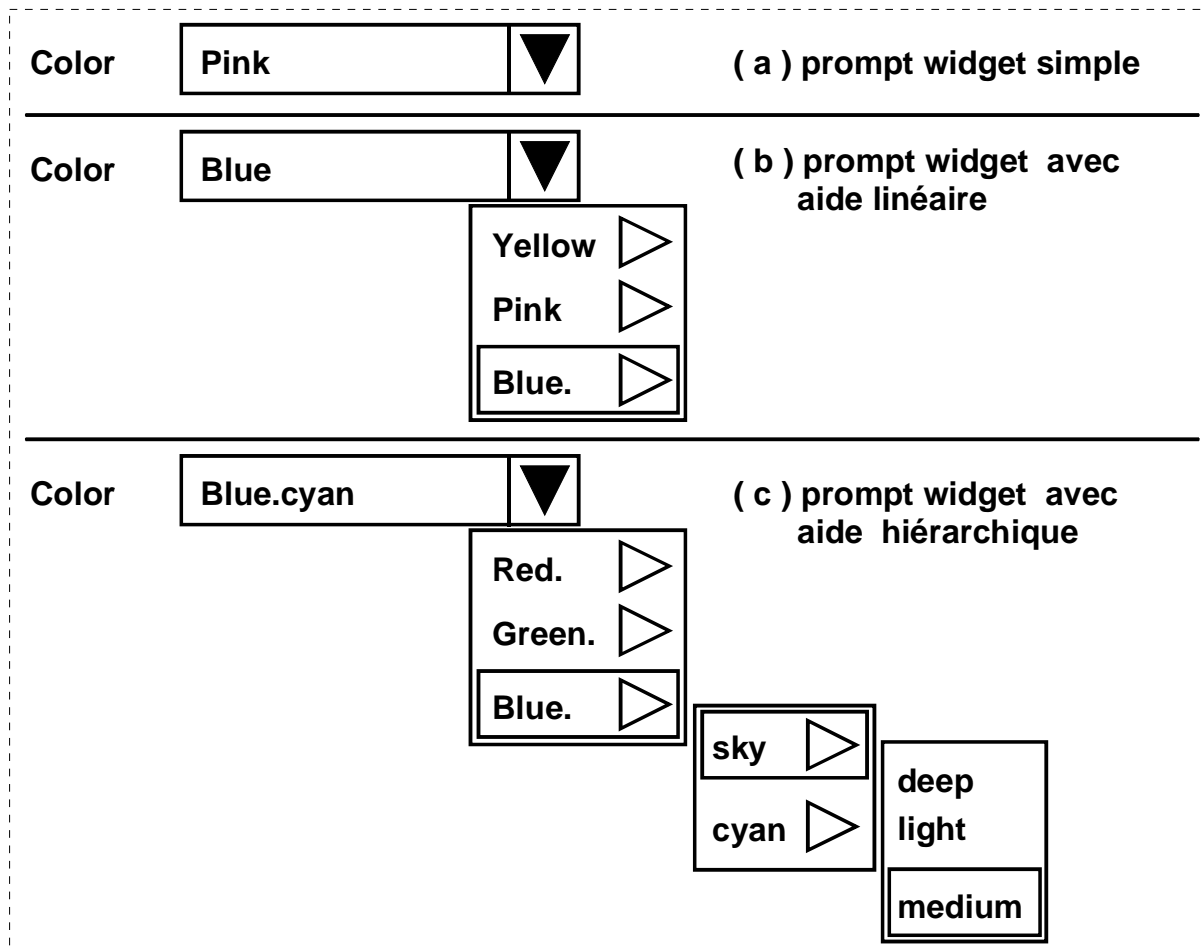 Color Pink ( a ) prompt widget simple
Color Blue ( b ) prompt widget avec
aide linéaire
Yellow
Pink
Blue.
Color Blue.cyan ( c ) prompt widget avec
aide hiérarchique
Red.
Green.
Blue.
sky
cyan
deep
light
medium